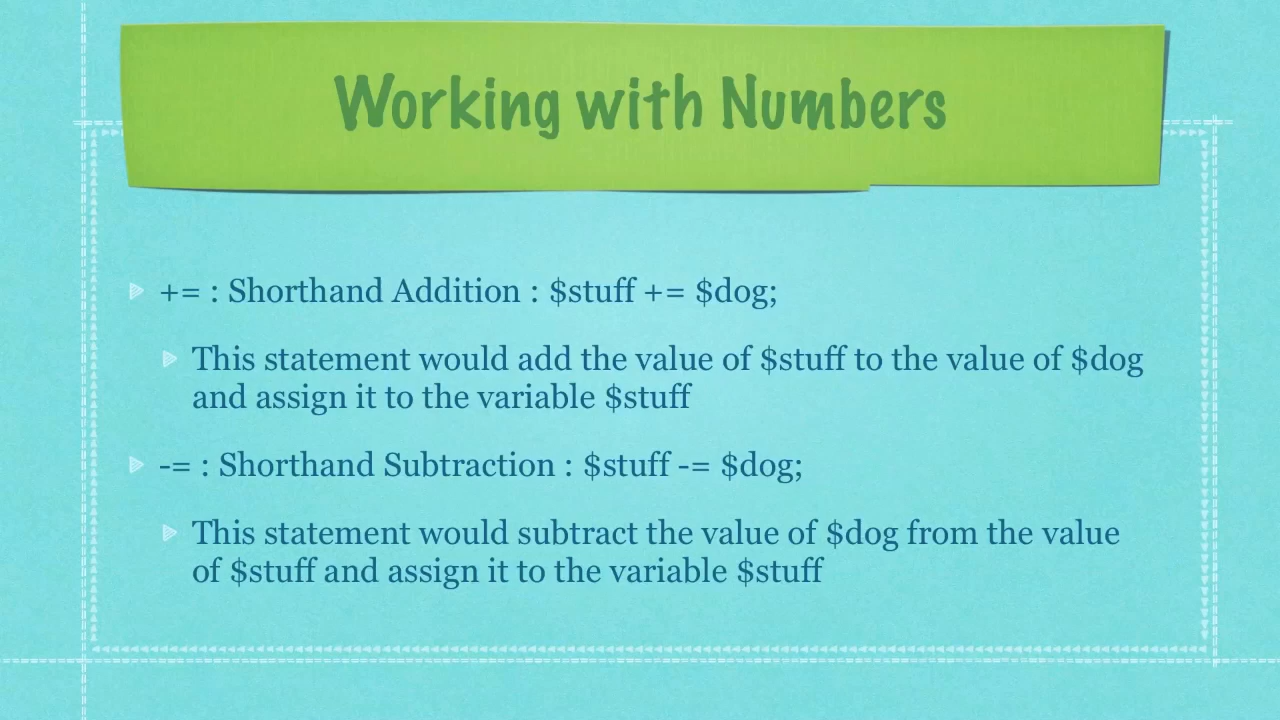 Working with Numbers
+= : Shorthand Addition : $stuff += $dog;
This statement would add the value of $stuff to the value of $dog
and assign it to the variable $stuff
-= : Shorthand Subtraction : $stuff -= $dog;
This statement would subtract the value of $dog from the value
of $stuff and assign it to the variable $stuff